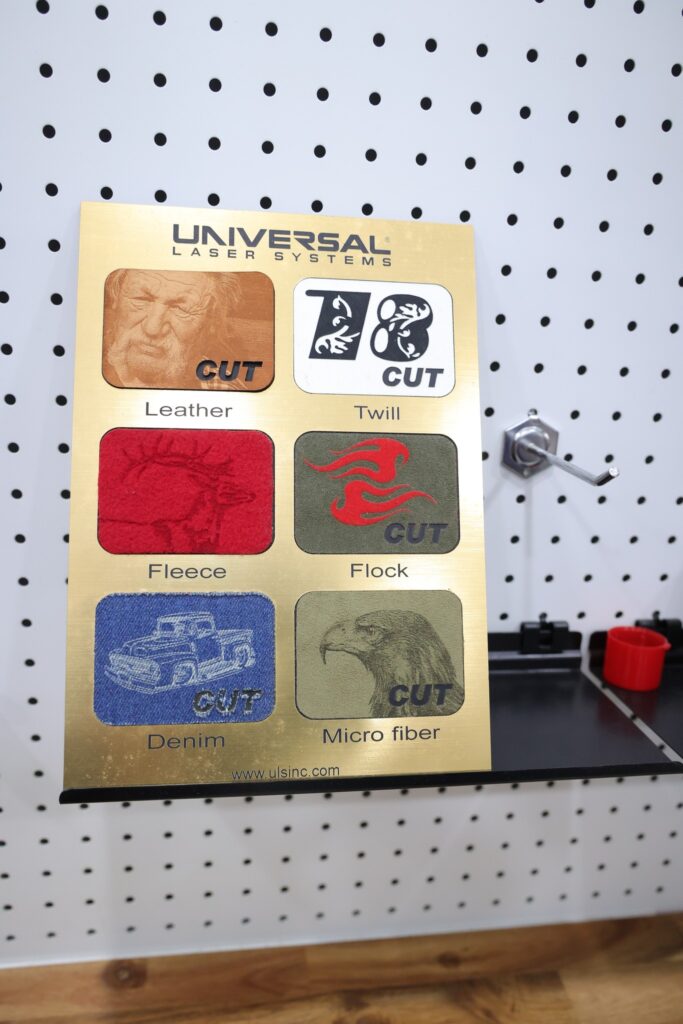 UNIVERSAL
LASER SYSTEMS
CUT
Leather
78
CUT
Twill
Fleece
CUT
Flock
CUT
Denim
CUT
Micro fiber
www.ulsinc.com